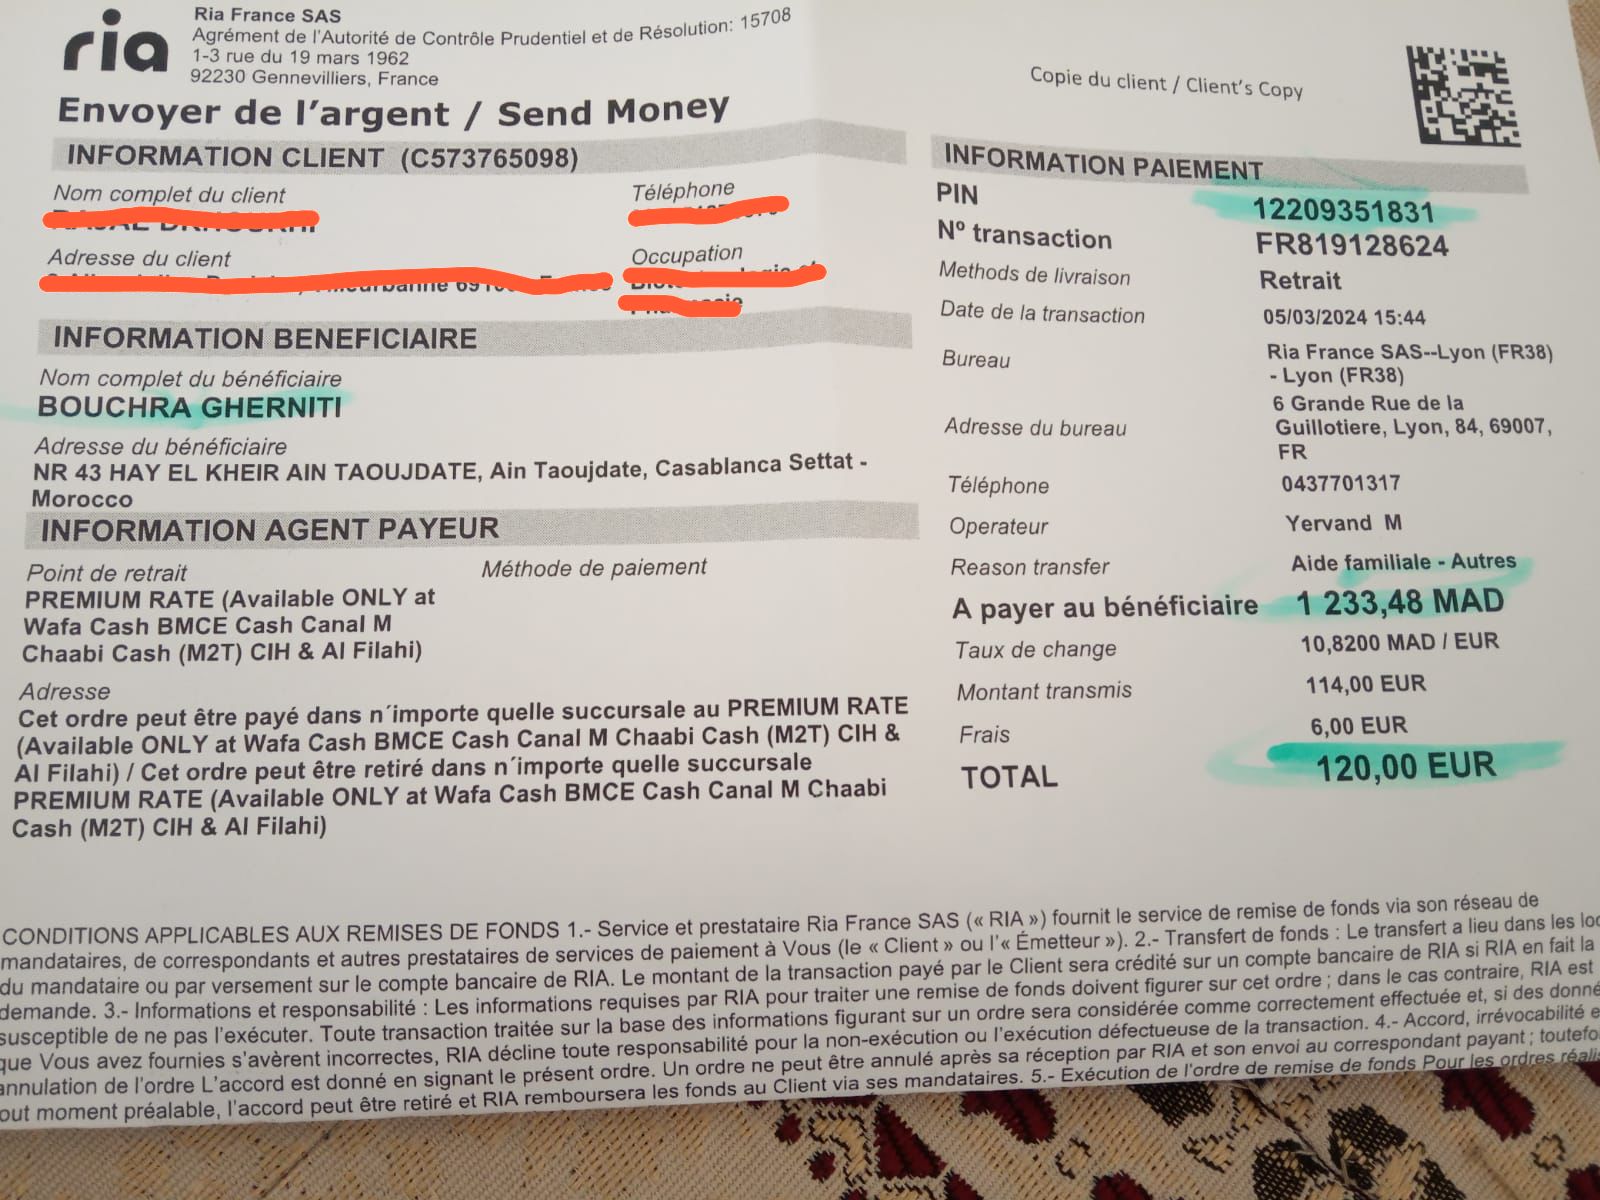 ria
Ria France SAS
Agrément de l'Autorité de Contrôle Prudentiel et de Résolution: 15708
1-3 rue du 19 mars 1962
92230 Gennevilliers, France
Copie du client / Client's Copy
Envoyer de l'argent / Send Money
INFORMATION CLIENT (C573765098)
Nom complet du client
Téléphone
Adresse du client
Occupation
INFORMATION BENEFICIAIRE
Nom complet du bénéficiaire
BOUCHRA GHERNITI
Adresse du bénéficiaire
NR 43 HAY EL KHEIR AIN TAOUJDATE, Ain Taoujdate, Casablanca Settat -
Morocco
INFORMATION AGENT PAYEUR
Point de retrait
Méthode de paiement
PREMIUM RATE (Available ONLY at
Wafa Cash BMCE Cash Canal M
Chaabi Cash (M2T) CIH & Al Filahi)
Adresse
Cet ordre peut être payé dans n´importe quelle succursale au PREMIUM RATE
(Available ONLY at Wafa Cash BMCE Cash Canal M Chaabi Cash (M2T) CIH &
Al Filahi) / Cet ordre peut être retiré dans n´importe quelle succursale
PREMIUM RATE (Available ONLY at Wafa Cash BMCE Cash Canal M Chaabi
Cash (M2T) CIH & Al Filahi)
INFORMATION PAIEMENT
PIN 12209351831
Nº transaction FR819128624
Methods de livraison Retrait
Date de la transaction 05/03/2024 15:44
Bureau Ria France SAS--Lyon (FR38)
- Lyon (FR38)
Adresse du bureau 6 Grande Rue de la
Guillotiere, Lyon, 84, 69007,
FR
Téléphone 0437701317
Operateur Yervand M
Reason transfer Aide familiale - Autres
A payer au bénéficiaire 1 233,48 MAD
Taux de change 10,8200 MAD / EUR
Montant transmis 114,00 EUR
Frais 6,00 EUR
TOTAL 120,00 EUR
CONDITIONS APPLICABLES AUX REMISES DE FONDS 1.- Service et prestataire Ria France SAS (« RIA ») fournit le service de remise de fonds via son réseau de
mandataires, de correspondants et autres prestataires de services de paiement à Vous (le « Client » ou l'« Émetteur »). 2.- Transfert de fonds : Le transfert a lieu dans les
du mandataire ou par versement sur le compte bancaire de RIA. Le montant de la transaction payé par le Client sera crédité sur un compte bancaire de RIA si RIA en fait la
demande. 3.- Informations et responsabilité : Les informations requises par RIA pour traiter une remise de fonds doivent figurer sur cet ordre ; dans le cas contraire, RIA est
susceptible de ne pas l'exécuter. Toute transaction traitée sur la base des informations figurant sur un ordre sera considérée comme correctement effectuée et, si des
que Vous avez fournies s'avèrent incorrectes, RIA décline toute responsabilité pour la non-exécution ou l'exécution défectueuse de la transaction. 4.- Accord, irrévocabilité
annulation de l'ordre L'accord est donné en signant le présent ordre. Un ordre ne peut être annulé après sa réception par RIA et son envoi au correspondant payant ;
out moment préalable, l'accord peut être retiré et RIA remboursera les fonds au Client via ses mandataires. 5.- Exécution de l'ordre de remise de fonds Pour les ordres